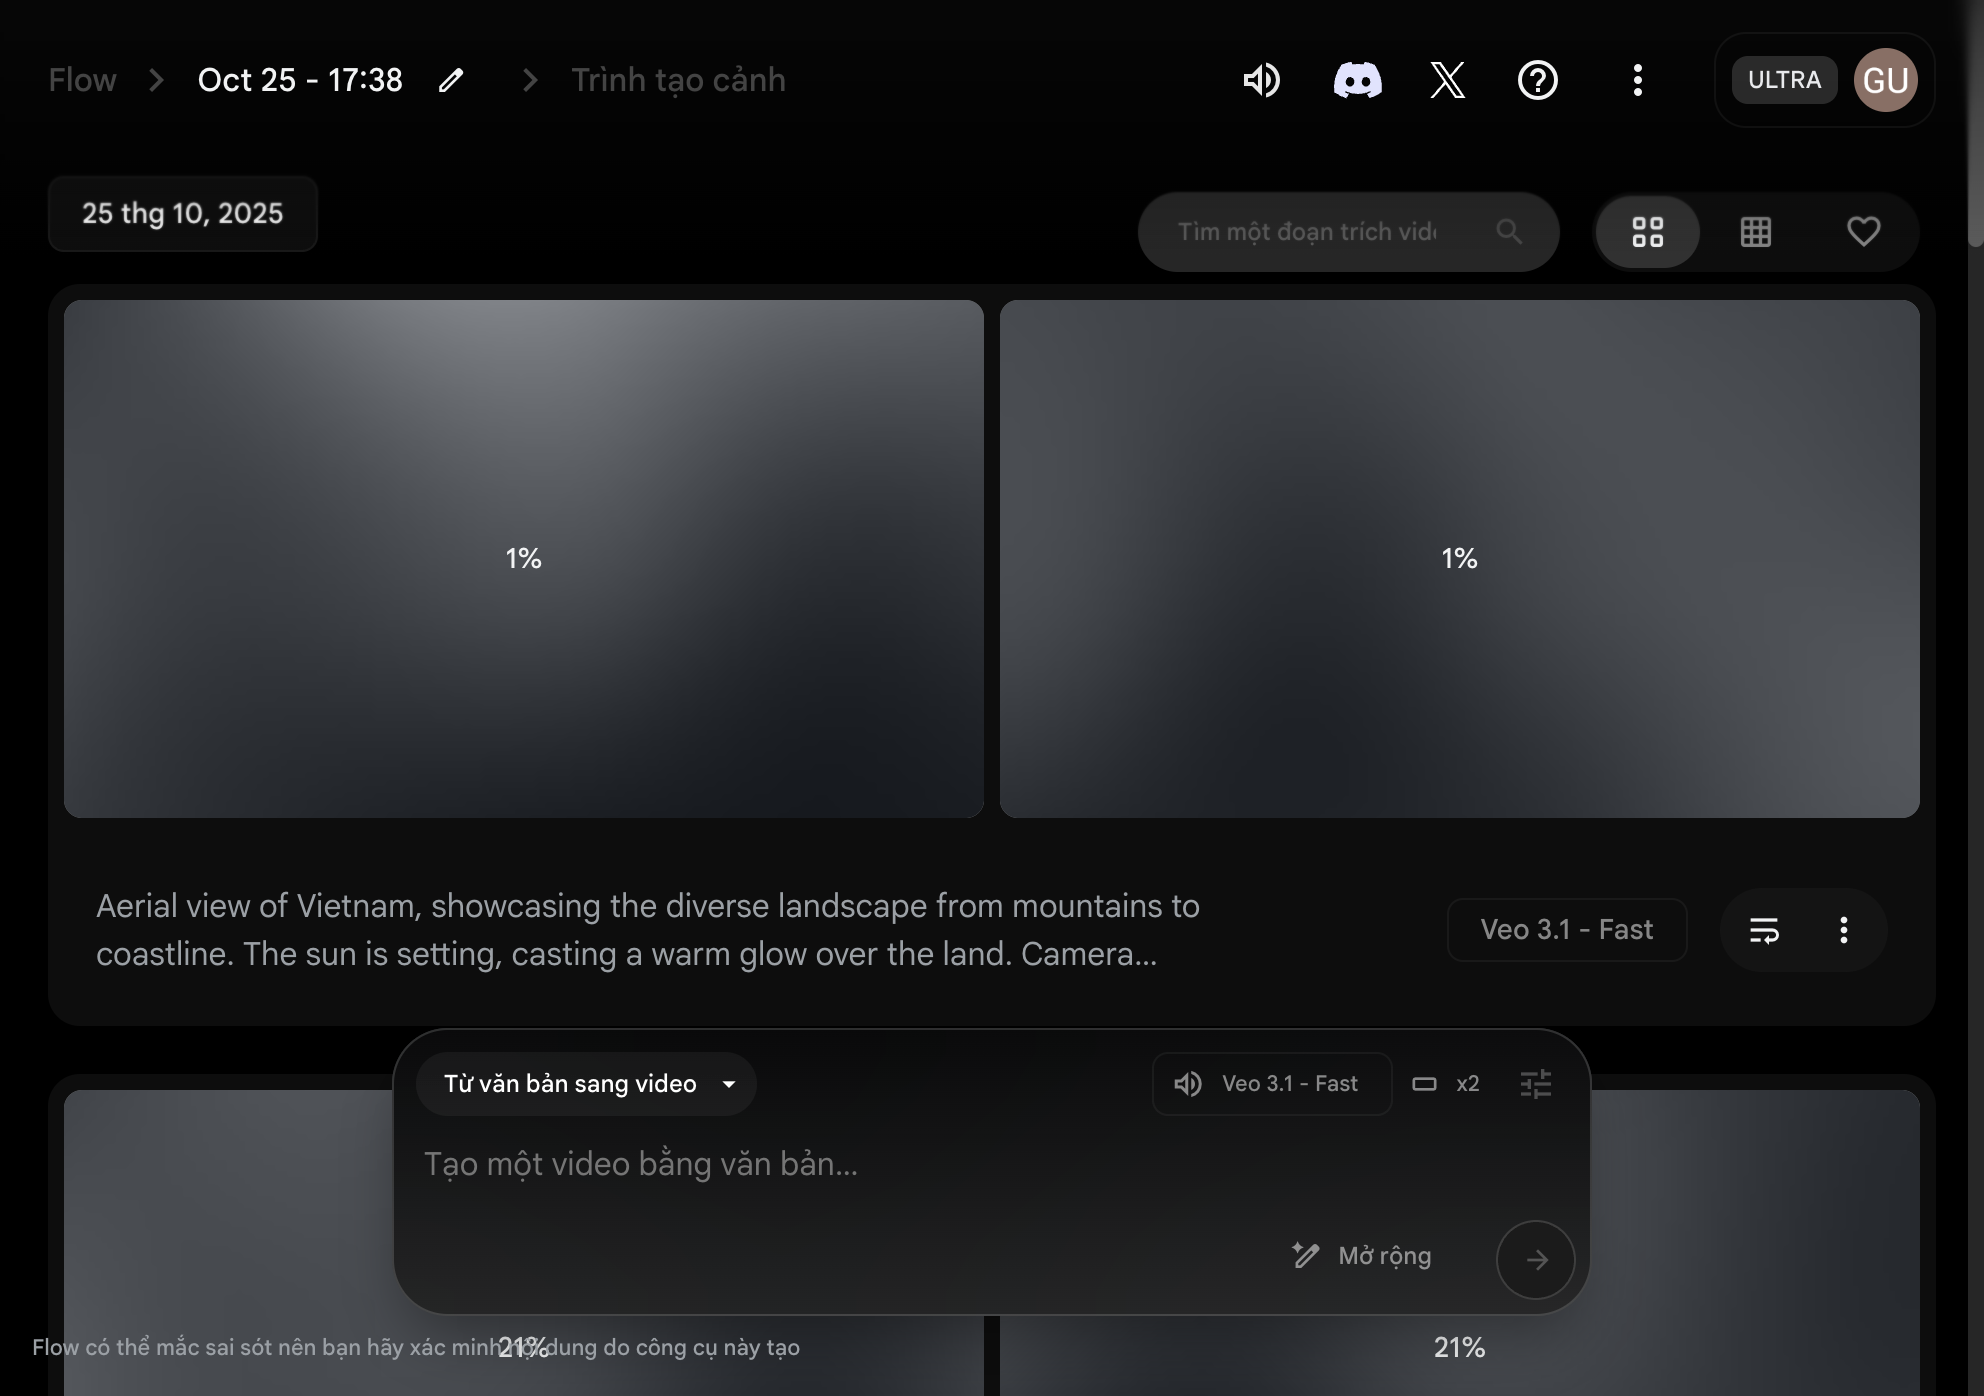 Flow
Oct 25 - 17:38
Trình tạo cảnh
ULTRA
GU
25 thg 10, 2025
Tìm một đoạn trích
1%
1%
Aerial view of Vietnam, showcasing the diverse landscape from mountains to
coastline. The sun is setting, casting a warm glow over the land. Camera...
Veo 3.1 - Fast
Từ văn bản sang video
Veo 3.1 - Fast
x2
Tạo một video bằng văn bản...
Mở rộng
Flow có thể mắc sai sót nên bạn hãy xác minh nội dung do công cụ này tạo
21%
21%